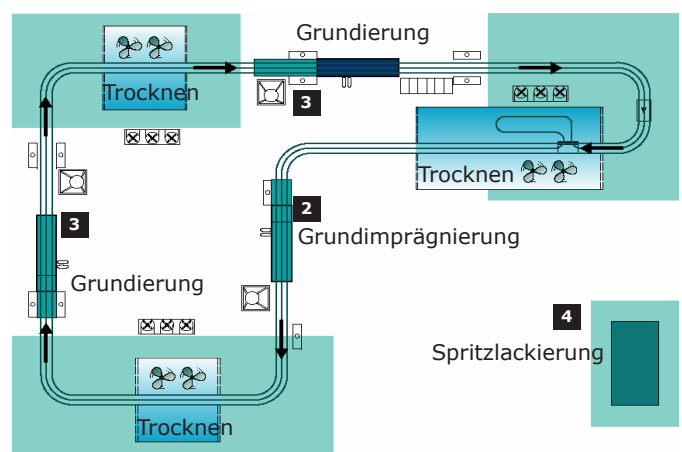 Grundierung
Trocknen
3
Trocknen
2
3
Grundimprägnierung
Grundierung
4
Spritzlackierung
Trocknen